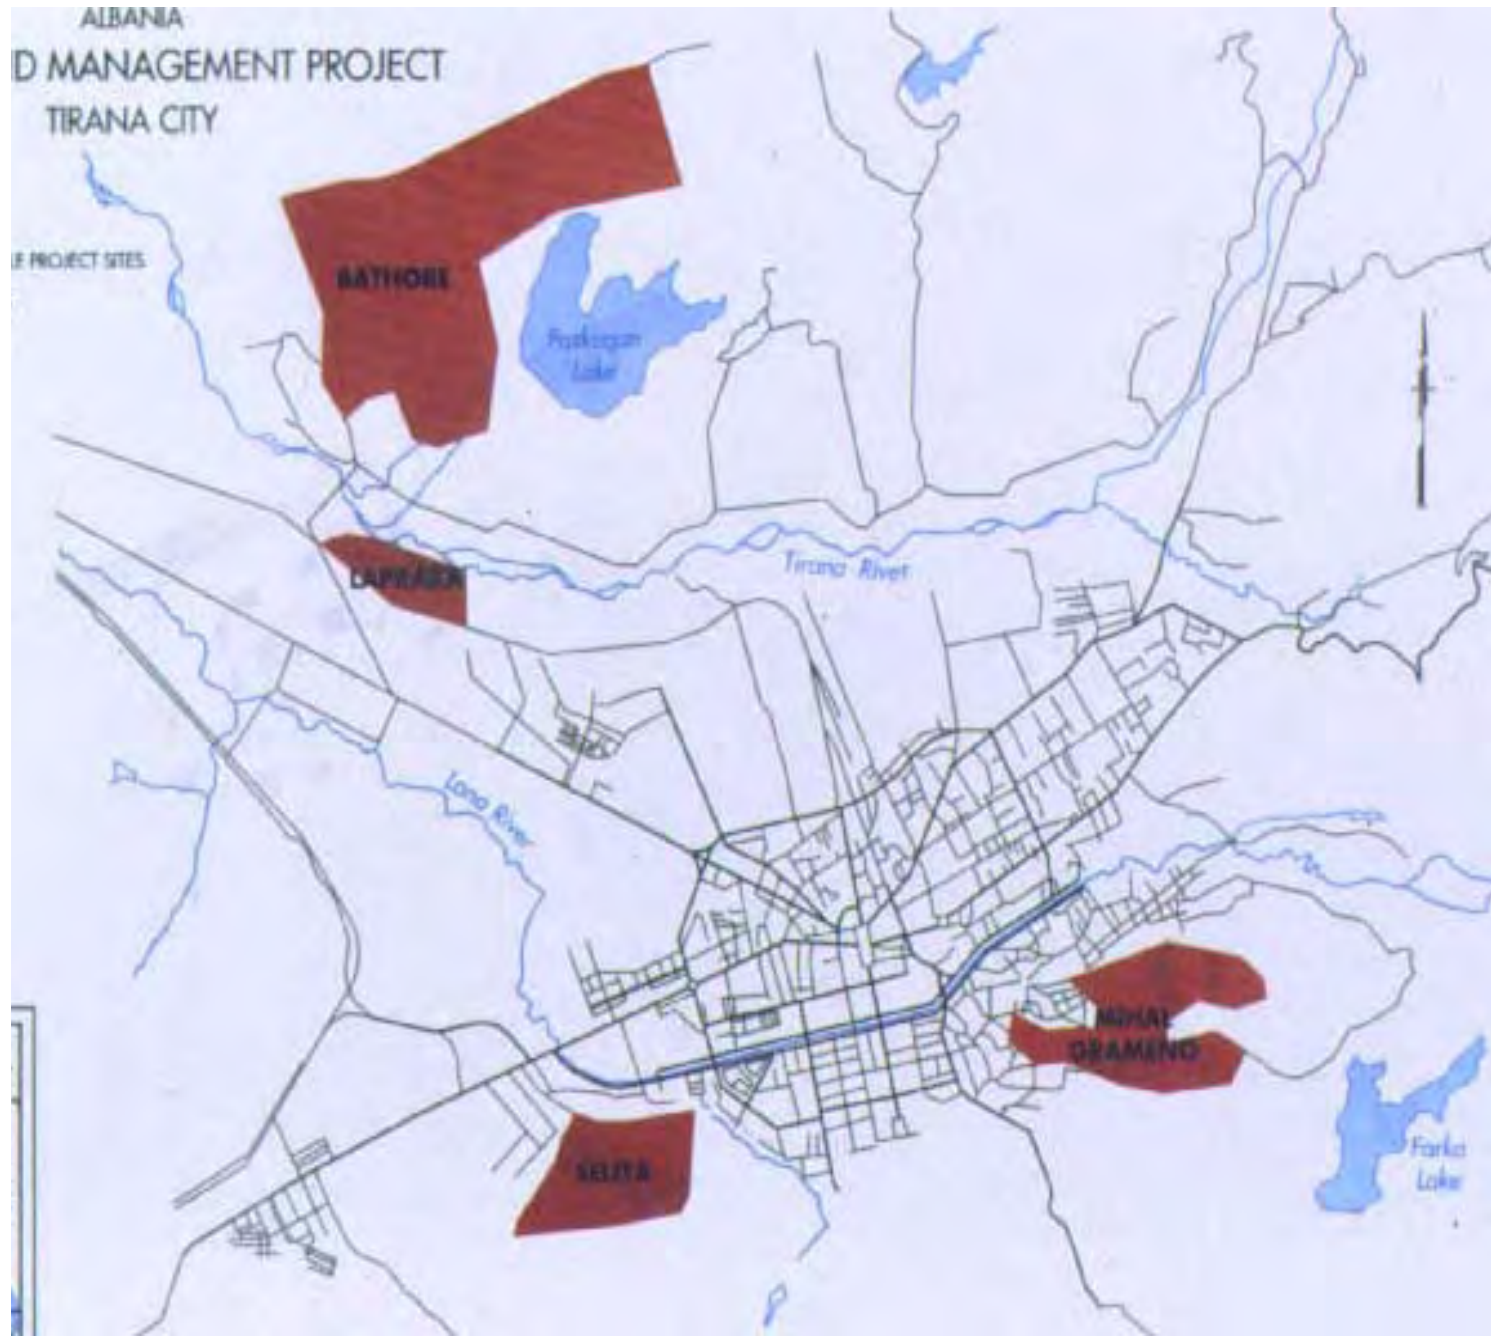 ALBANIA
D MANAGEMENT PROJECT
TIRANA CITY
E PROJECT SITES
BATHORE
Paskuqan
Lake
LAPRAKA
Tirana River
Lana River
MIHAL
GRAMENO
SELITA
Farka
Lake